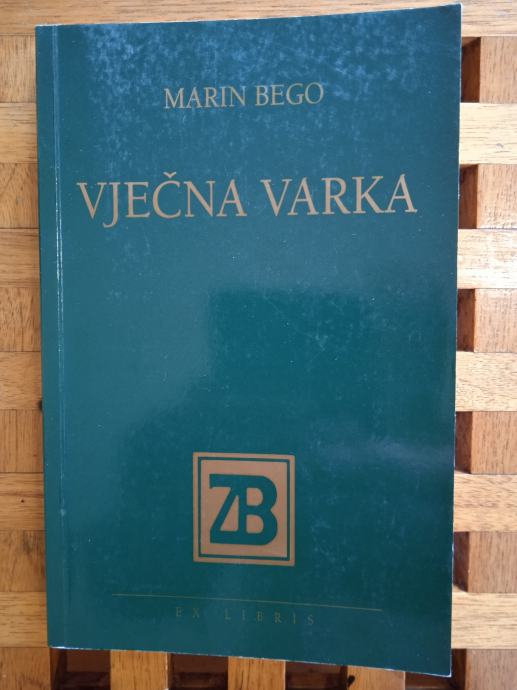 MARIN BEGO
VJEČNA VARKA
ZB
EX LIBRIS